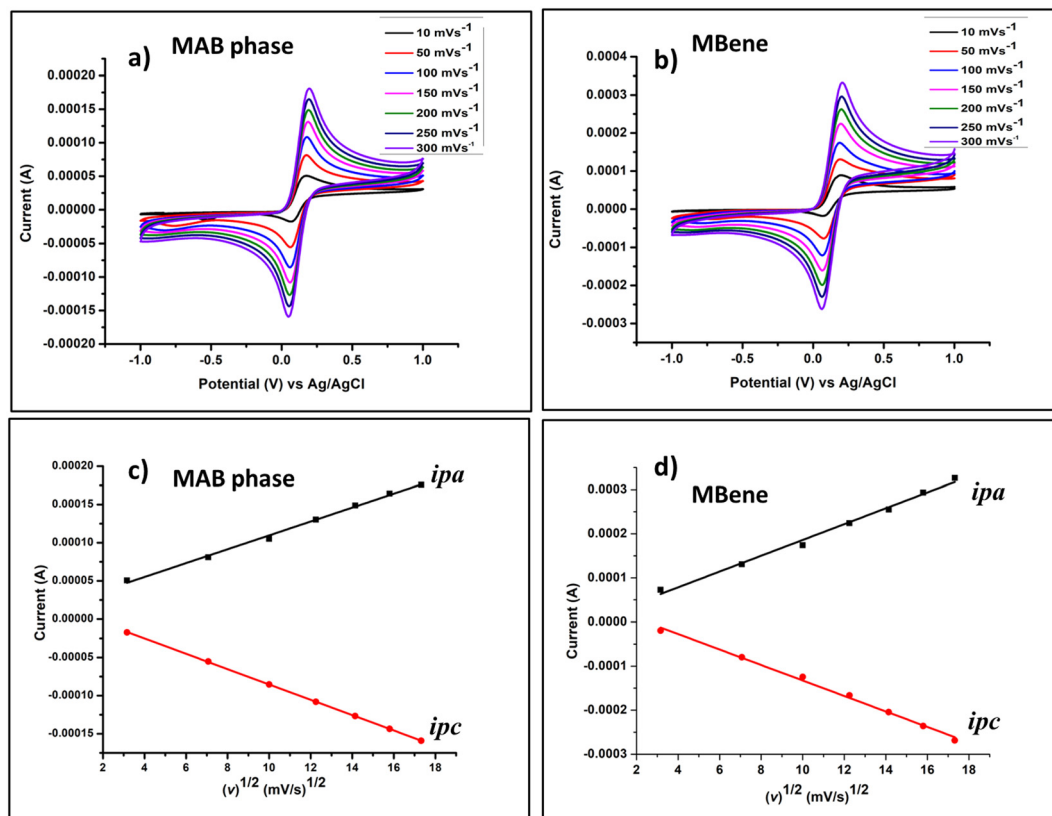 a)
MAB phase
10 mVs⁻¹
50 mVs⁻¹
100 mVs⁻¹
150 mVs⁻¹
200 mVs⁻¹
250 mVs⁻¹
300 mVs⁻¹
0.00020
0.00015
0.00010
0.00005
0.00000
-0.00005
-0.00010
-0.00015
-0.00020
Current (A)
-1.0 -0.5 0.0 0.5 1.0
Potential (V) vs Ag/AgCl
b)
MBene
10 mVs⁻¹
50 mVs⁻¹
100 mVs⁻¹
150 mVs⁻¹
200 mVs⁻¹
250 mVs⁻¹
300 mVs⁻¹
0.0004
0.0003
0.0002
0.0001
0.0000
-0.0001
-0.0002
-0.0003
Current (A)
-1.0 -0.5 0.0 0.5 1.0
Potential (V) vs Ag/AgCl
c)
MAB phase
ipa
ipc
0.00020
0.00015
0.00010
0.00005
0.00000
-0.00005
-0.00010
-0.00015
Current (A)
2 4 6 8 10 12 14 16 18
(v)¹/² (mV/s)¹/²
d)
MBene
ipa
ipc
0.0003
0.0002
0.0001
0.0000
-0.0001
-0.0002
-0.0003
Current (A)
2 4 6 8 10 12 14 16 18
(v)¹/² (mV/s)¹/²